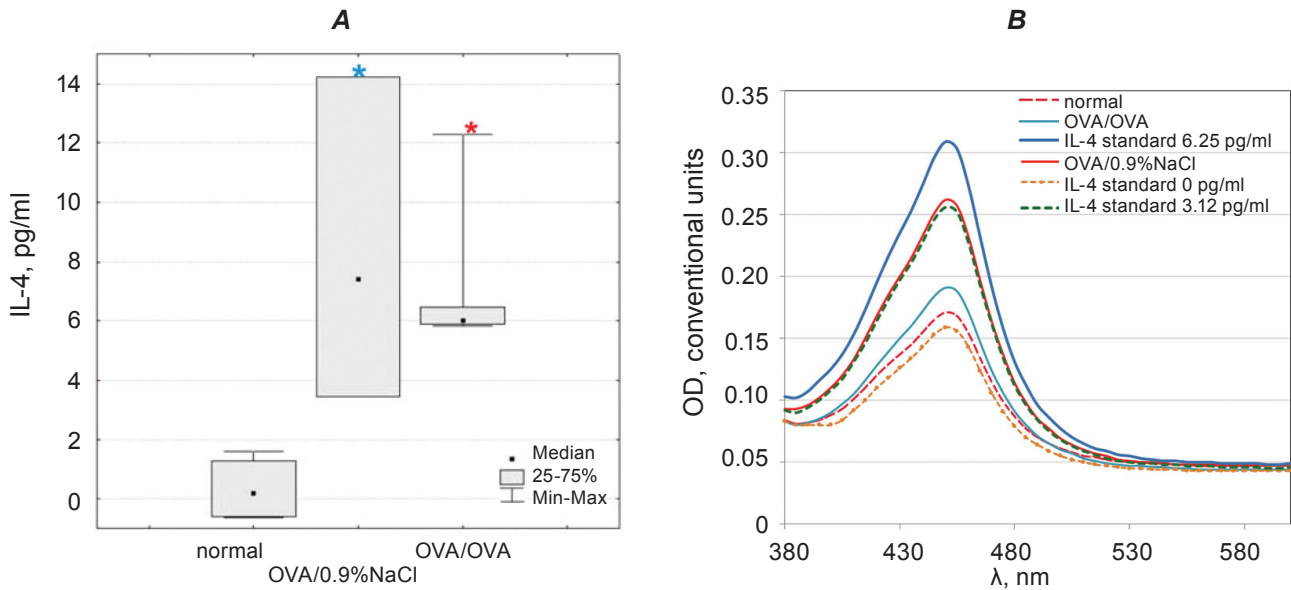 A
IL-4, pg/ml
14
12
10
8
6
4
2
0
*
*
Median
25-75%
Min-Max
normal
OVA/OVA
OVA/0.9%NaCl
B
OD, conventional units
0.35
0.30
0.25
0.20
0.15
0.10
0.05
0
normal
OVA/OVA
IL-4 standard 6.25 pg/ml
OVA/0.9%NaCl
IL-4 standard 0 pg/ml
IL-4 standard 3.12 pg/ml
380 430 480 530 580
λ, nm